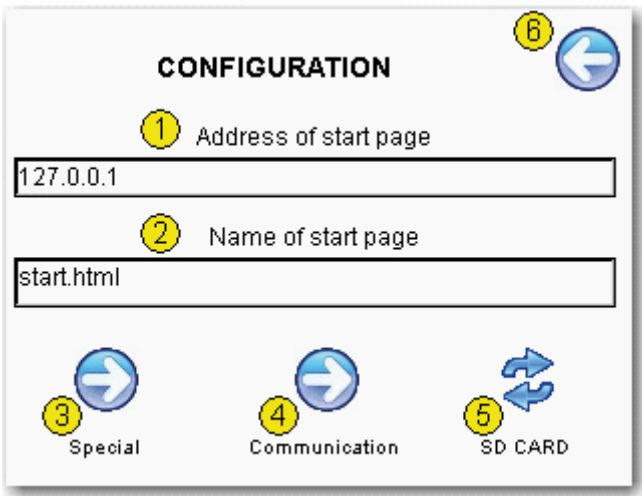 6
CONFIGURATION
1 Address of start page
127.0.0.1
2 Name of start page
start.html
3 4 5
Special Communication SD CARD